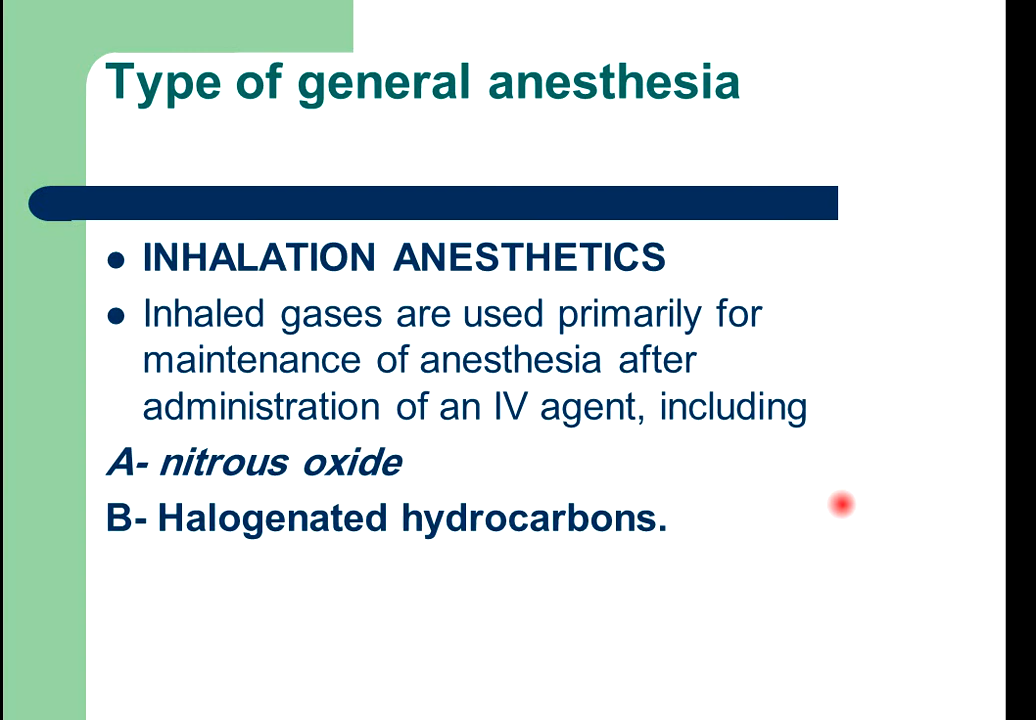 Type of general anesthesia
INHALATION ANESTHETICS
Inhaled gases are used primarily for
maintenance of anesthesia after
administration of an IV agent, including
A- nitrous oxide
B- Halogenated hydrocarbons.